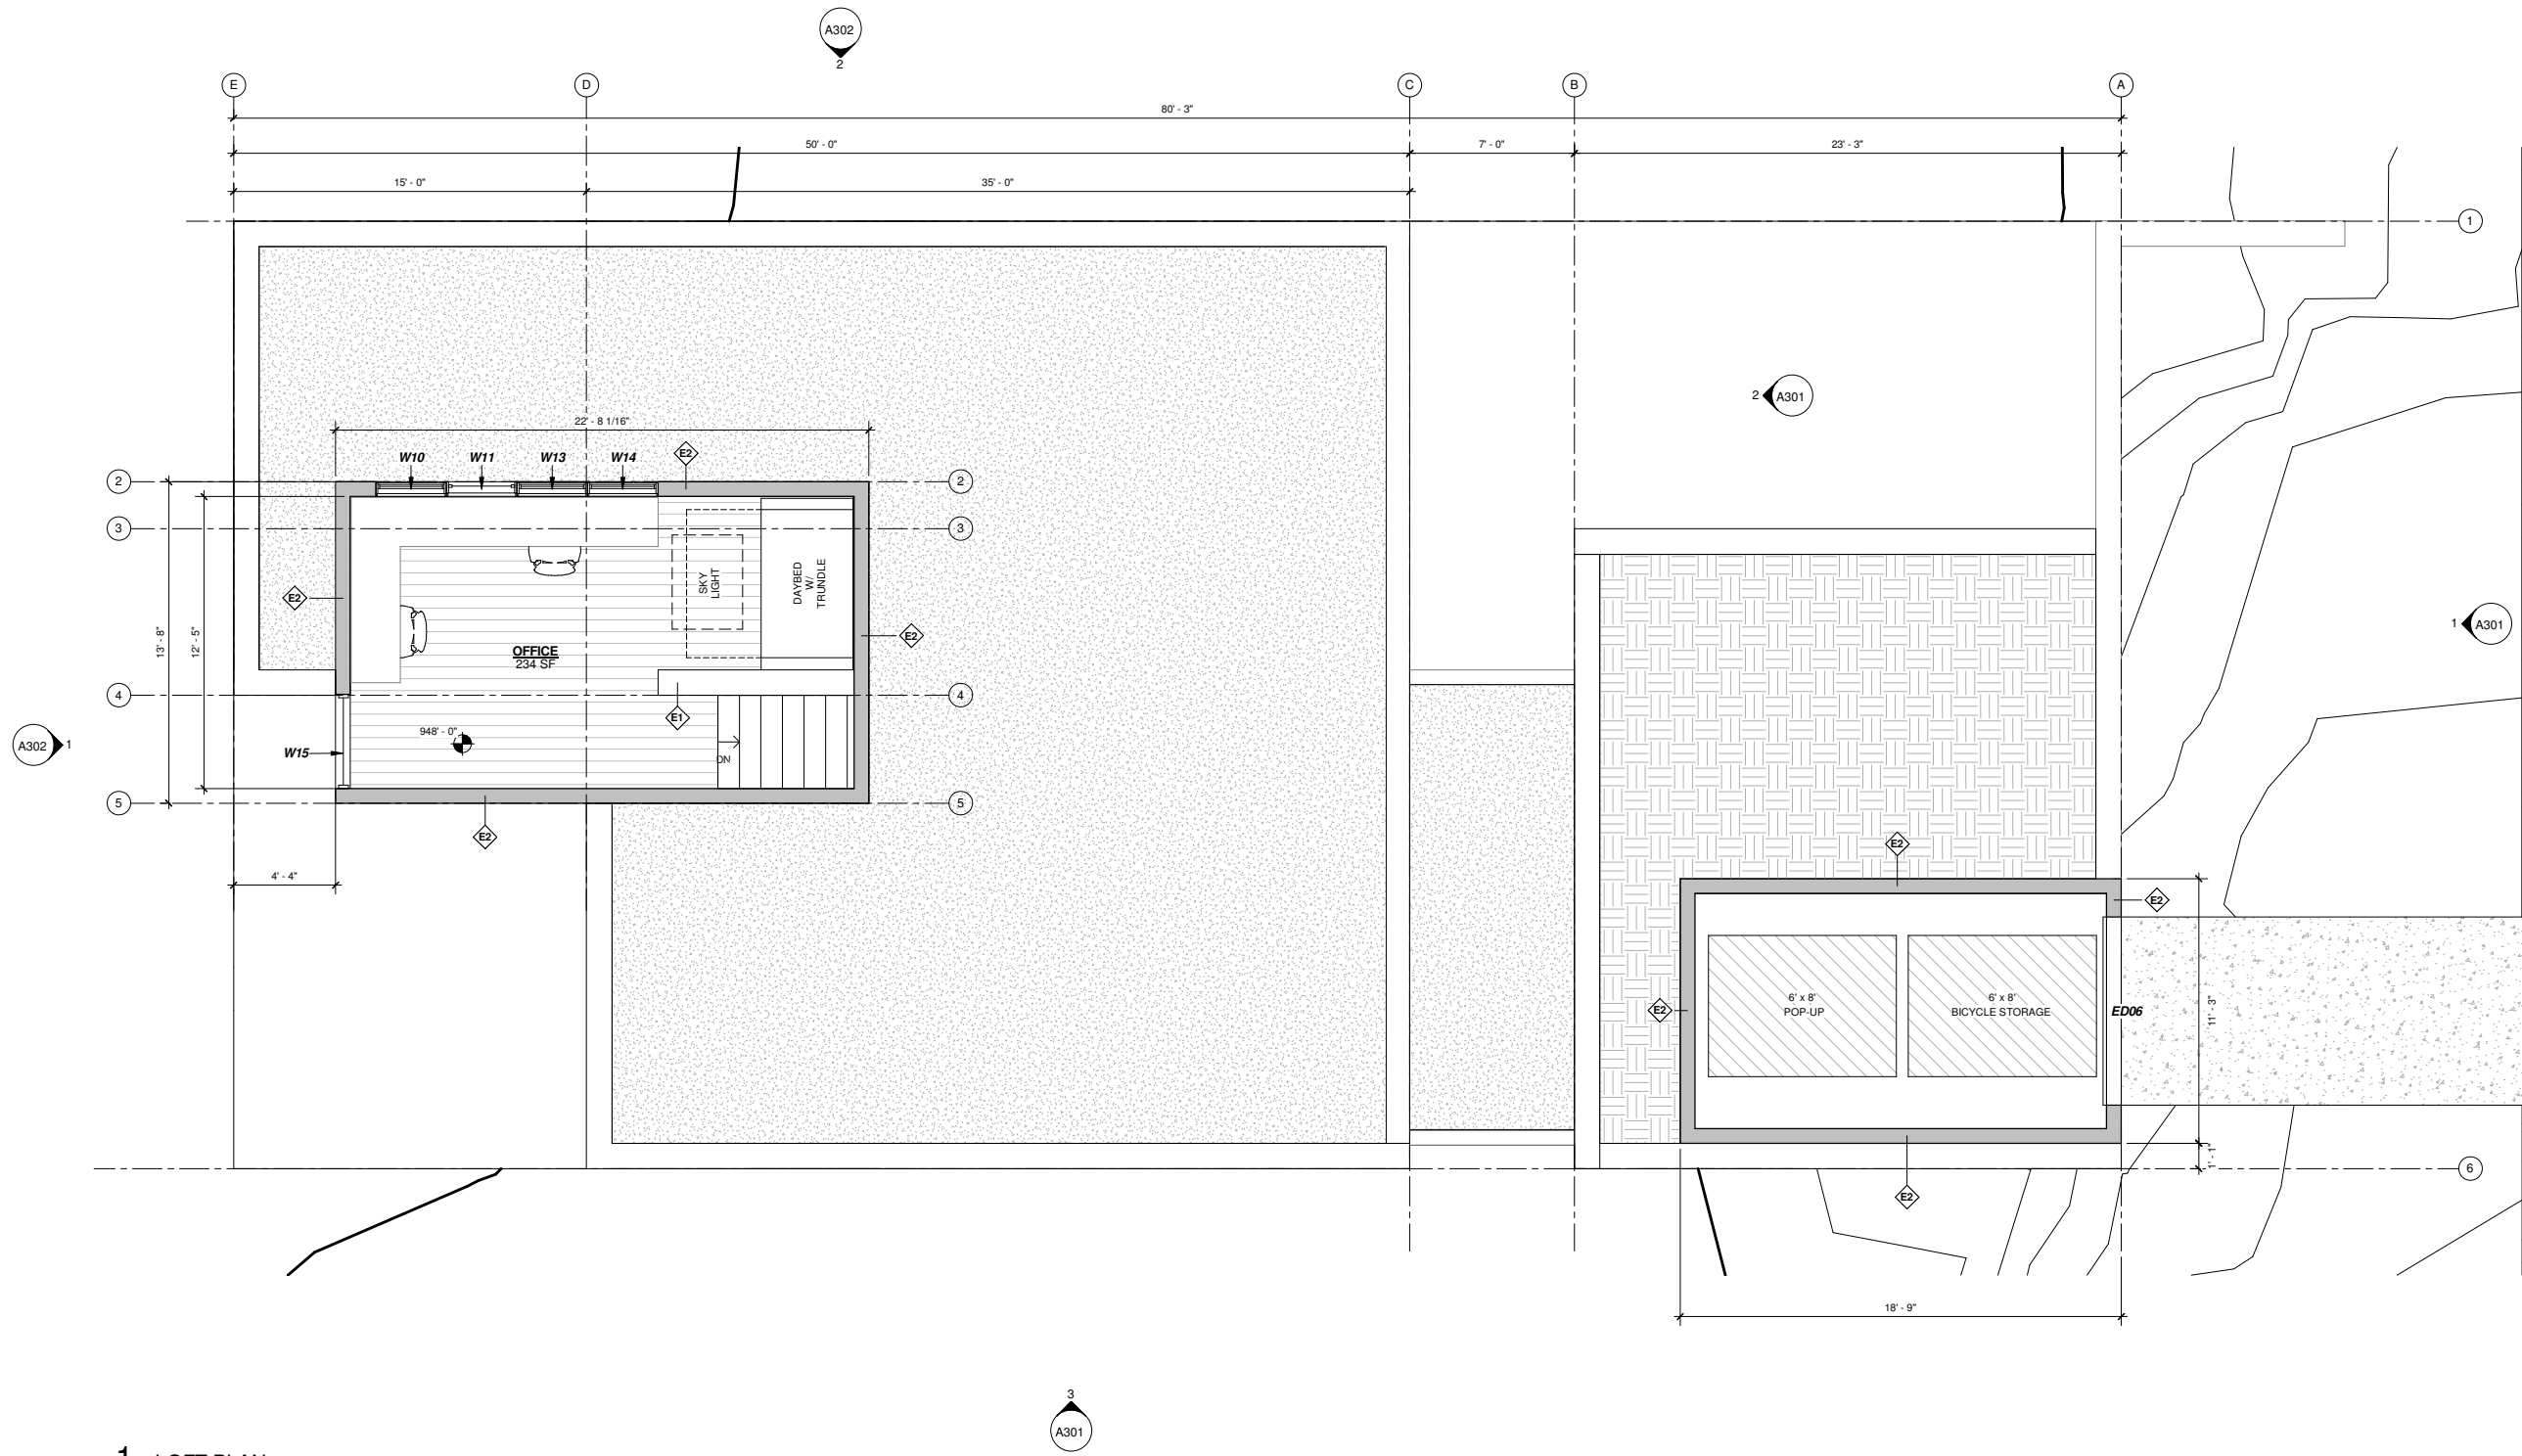 A302
2
E
D
C
B
A
80' - 3"
50' - 0"
7' - 0"
23' - 3"
15' - 0"
35' - 0"
1
2 A301
22' - 8 1/16"
W10
W11
W13
W14
E2
2
2
3
3
SKY
LIGHT
DAYBED
W/
TRUNDLE
E2
13' - 8"
12' - 5"
E2
1 A301
OFFICE
234 SF
4
4
E1
948' - 0"
A302 1
W15
DN
5
5
E2
E2
4' - 4"
E2
6' x 8'
POP-UP
6' x 8'
BICYCLE STORAGE
E2
ED06
11' - 3"
1' - 1"
6
E2
18' - 9"
3
A301
1 LOFT PLAN